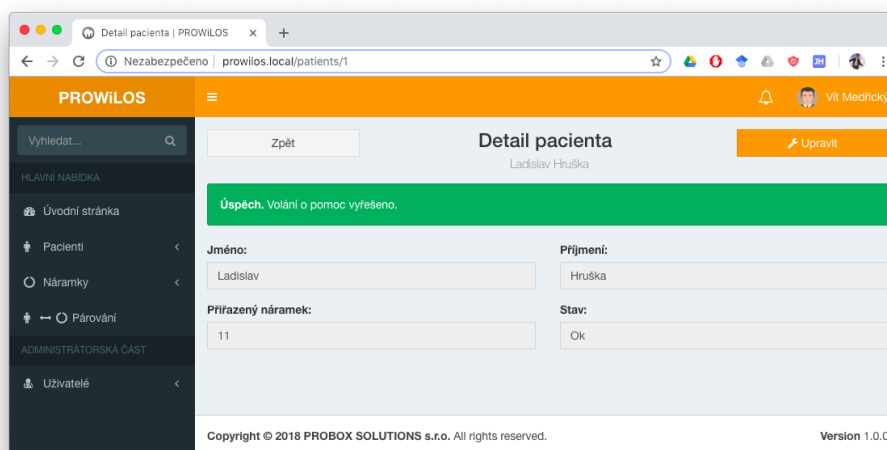 Detail pacienta | PROWiLOS
Nezabezpečeno | prowilos.local/patients/1
JH
PROWiLOS
Vít Medřický
Vyhledat...
Zpět
Detail pacienta
Upravit
Ladislav Hruška
HLAVNÍ NABÍDKA
Úspěch. Volání o pomoc vyřešeno.
Úvodní stránka
Pacienti
Jméno:
Příjmení:
Ladislav
Hruška
Náramky
Přiřazený náramek:
Stav:
Párování
11
Ok
ADMINISTRÁTORSKÁ ČÁST
Uživatelé
Copyright © 2018 PROBOX SOLUTIONS s.r.o. All rights reserved.
Version 1.0.0